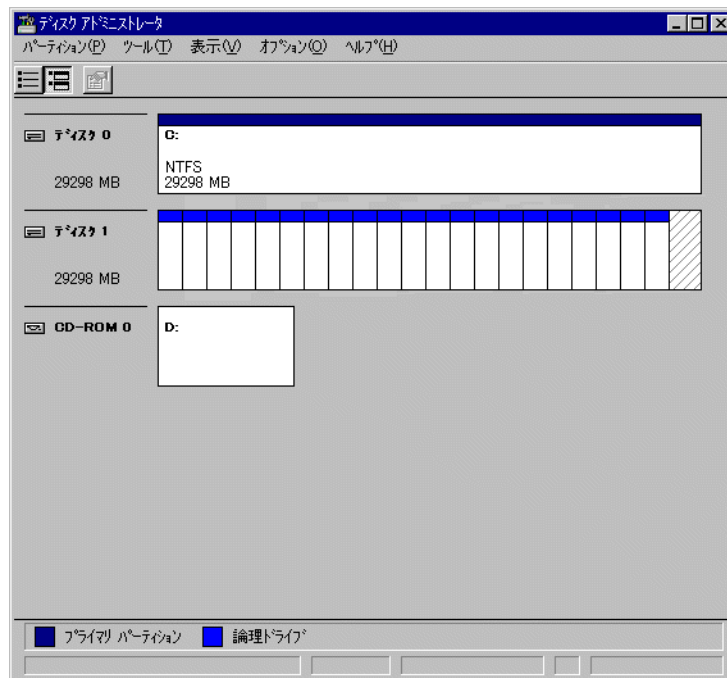 ディスク アドミニストレータ
パーティション(P) ツール(T) 表示(V) オプション(O) ヘルプ(H)
ディスク 0
29298 MB
C:
NTFS
29298 MB
ディスク 1
29298 MB
CD-ROM 0
D:
プライマリ パーティション 論理ドライブ